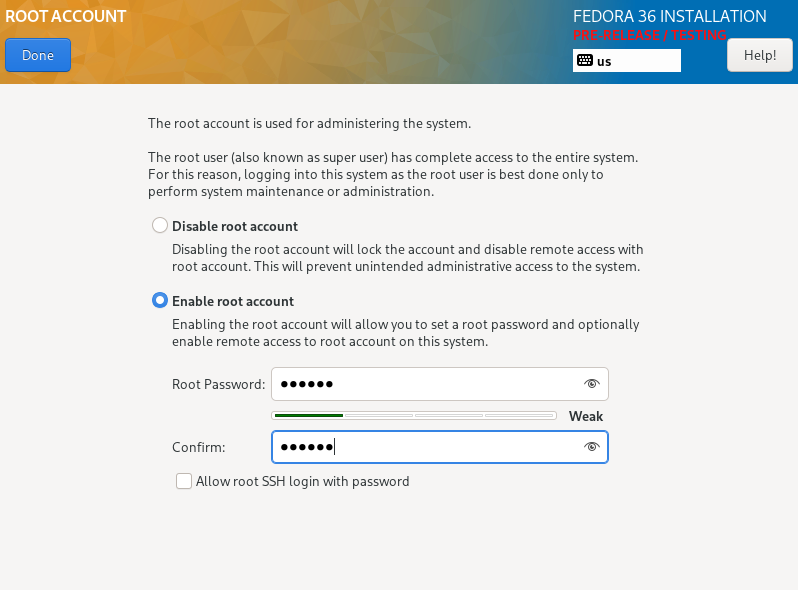 ROOT ACCOUNT
FEDORA 36 INSTALLATION
PRE-RELEASE / TESTING
Done
us
Help!
The root account is used for administering the system.
The root user (also known as super user) has complete access to the entire system.
For this reason, logging into this system as the root user is best done only to
perform system maintenance or administration.
Disable root account
Disabling the root account will lock the account and disable remote access with
root account. This will prevent unintended administrative access to the system.
Enable root account
Enabling the root account will allow you to set a root password and optionally
enable remote access to root account on this system.
Root Password: ●●●●●●
Weak
Confirm: ●●●●●●
Allow root SSH login with password